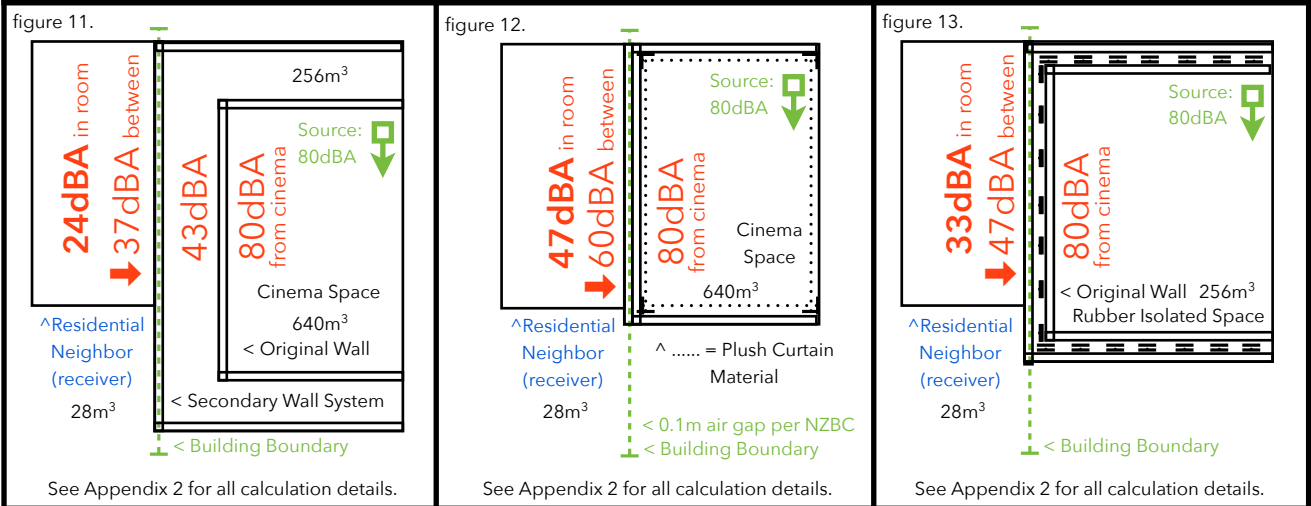 figure 11.
256m³
24dBA in room
37dBA between
43dBA
80dBA
from cinema
Source:
80dBA
Cinema Space
640m³
< Original Wall
^Residential
Neighbor
(receiver)
28m³
< Secondary Wall System
< Building Boundary
See Appendix 2 for all calculation details.
figure 12.
47dBA in room
60dBA between
80dBA
from cinema
Source:
80dBA
Cinema
Space
640m³
^Residential
Neighbor
(receiver)
28m³
^ ...... = Plush Curtain
Material
< 0.1m air gap per NZBC
< Building Boundary
See Appendix 2 for all calculation details.
figure 13.
33dBA in room
47dBA between
80dBA
from cinema
Source:
80dBA
< Original Wall 256m³
Rubber Isolated Space
^Residential
Neighbor
(receiver)
28m³
< Building Boundary
See Appendix 2 for all calculation details.